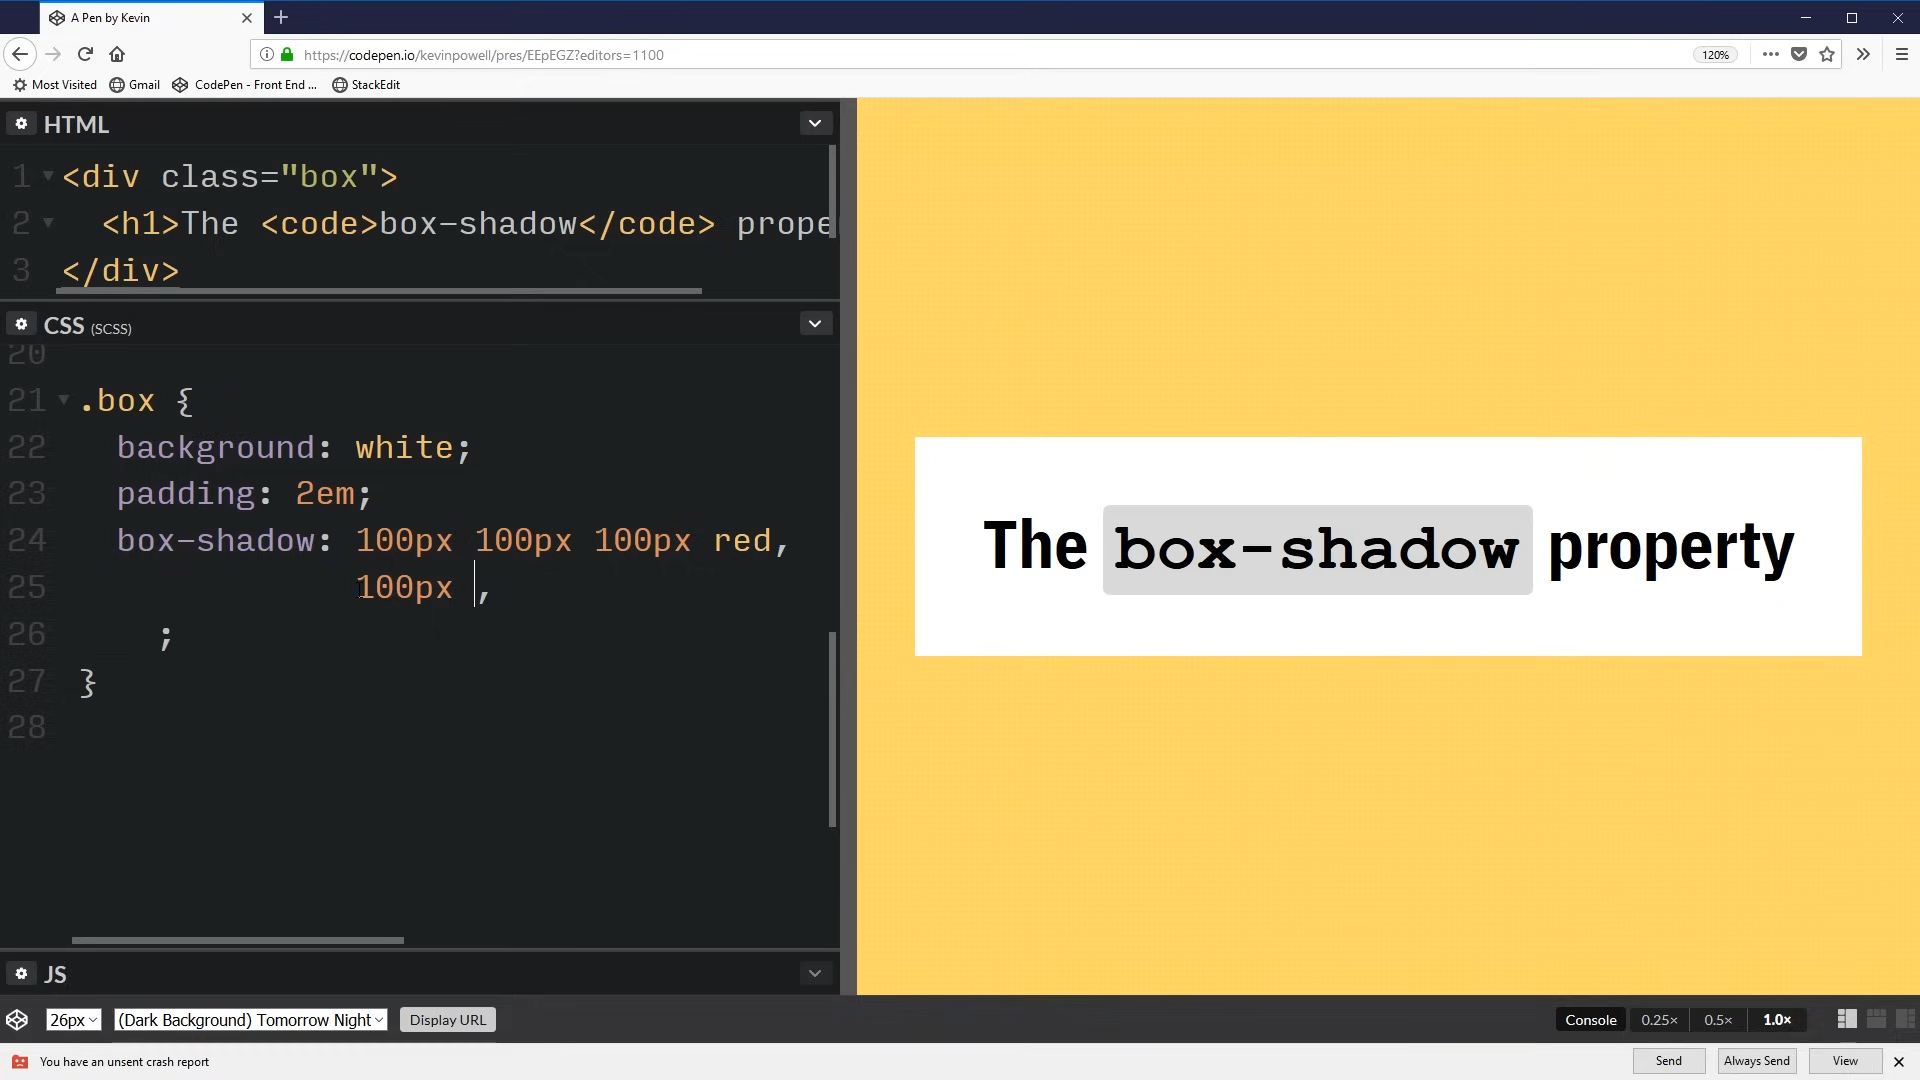 A Pen by Kevin
https://codepen.io/kevinpowell/pres/EEpEGZ?editors=1100
120%
Most Visited
Gmail
CodePen - Front End ...
StackEdit
HTML
1 <div class="box">
2 <h1>The <code>box-shadow</code> prope
3 </div>
CSS (SCSS)
20
21 .box {
22 background: white;
23 padding: 2em;
24 box-shadow: 100px 100px 100px red,
25 100px ,
26 ;
27 }
28
The box-shadow property
JS
26px
(Dark Background) Tomorrow Night
Display URL
Console
0.25×
0.5×
1.0×
You have an unsent crash report
Send
Always Send
View